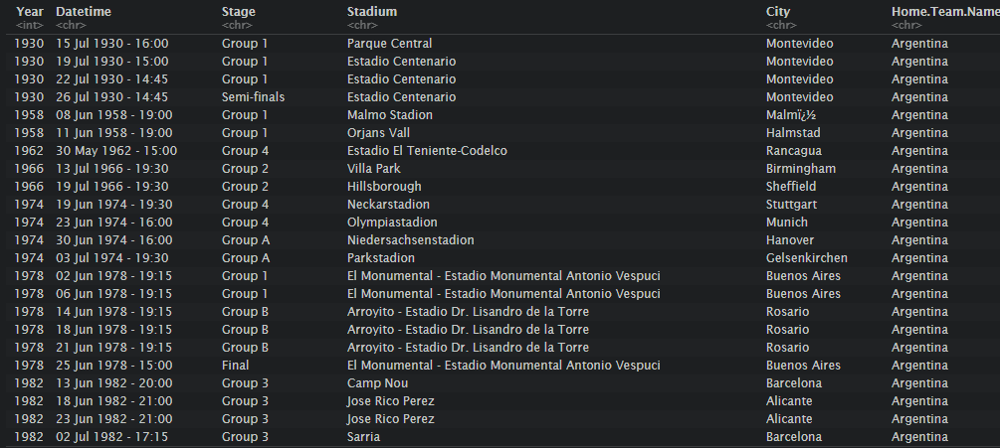 Year Datetime Stage Stadium City Home.Team.Name
<int> <chr> <chr> <chr> <chr> <chr>
1930 15 Jul 1930 - 16:00 Group 1 Parque Central Montevideo Argentina
1930 19 Jul 1930 - 15:00 Group 1 Estadio Centenario Montevideo Argentina
1930 22 Jul 1930 - 14:45 Group 1 Estadio Centenario Montevideo Argentina
1930 26 Jul 1930 - 14:45 Semi-finals Estadio Centenario Montevideo Argentina
1958 08 Jun 1958 - 19:00 Group 1 Malmo Stadion Malmï¿½ Argentina
1958 11 Jun 1958 - 19:00 Group 1 Orjans Vall Halmstad Argentina
1962 30 May 1962 - 15:00 Group 4 Estadio El Teniente-Codelco Rancagua Argentina
1966 13 Jul 1966 - 19:30 Group 2 Villa Park Birmingham Argentina
1966 19 Jul 1966 - 19:30 Group 2 Hillsborough Sheffield Argentina
1974 19 Jun 1974 - 19:30 Group 4 Neckarstadion Stuttgart Argentina
1974 23 Jun 1974 - 16:00 Group 4 Olympiastadion Munich Argentina
1974 30 Jun 1974 - 16:00 Group A Niedersachsenstadion Hanover Argentina
1974 03 Jul 1974 - 19:30 Group A Parkstadion Gelsenkirchen Argentina
1978 02 Jun 1978 - 19:15 Group 1 El Monumental - Estadio Monumental Antonio Vespuci Buenos Aires Argentina
1978 06 Jun 1978 - 19:15 Group 1 El Monumental - Estadio Monumental Antonio Vespuci Buenos Aires Argentina
1978 14 Jun 1978 - 19:15 Group B Arroyito - Estadio Dr. Lisandro de la Torre Rosario Argentina
1978 18 Jun 1978 - 19:15 Group B Arroyito - Estadio Dr. Lisandro de la Torre Rosario Argentina
1978 21 Jun 1978 - 19:15 Group B Arroyito - Estadio Dr. Lisandro de la Torre Rosario Argentina
1978 25 Jun 1978 - 15:00 Final El Monumental - Estadio Monumental Antonio Vespuci Buenos Aires Argentina
1982 13 Jun 1982 - 20:00 Group 3 Camp Nou Barcelona Argentina
1982 18 Jun 1982 - 21:00 Group 3 Jose Rico Perez Alicante Argentina
1982 23 Jun 1982 - 21:00 Group 3 Jose Rico Perez Alicante Argentina
1982 02 Jul 1982 - 17:15 Group 3 Sarria Barcelona Argentina